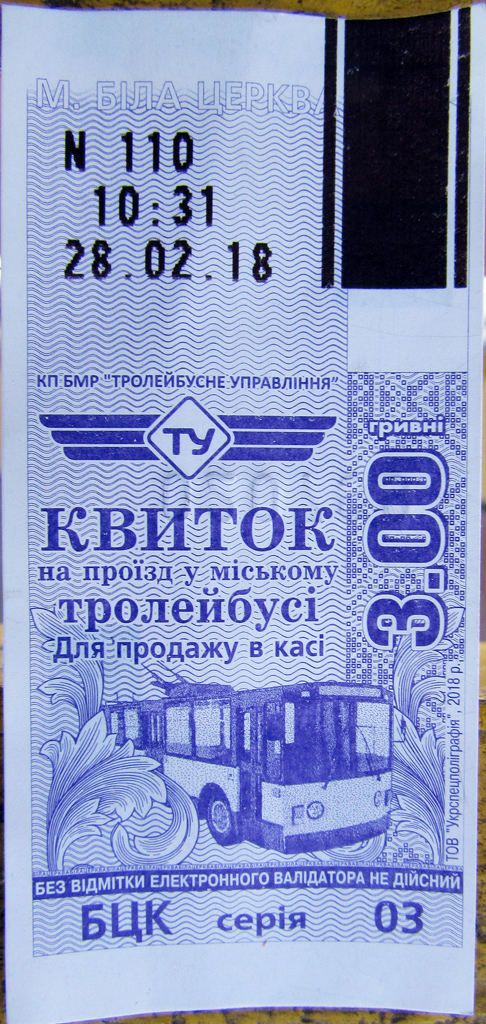 М. БІЛА ЦЕРКВА
N 110
10:31
28.02.18
КП БМР "ТРОЛЕЙБУСНЕ УПРАВЛІННЯ"
ТУ
КВИТОК
на проїзд у міському
тролейбусі
Для продажу в касі
гривні
3-00
ТОВ "Укрспецполіграфія", 2018 р.
БЕЗ ВІДМІТКИ ЕЛЕКТРОННОГО ВАЛІДАТОРА НЕ ДІЙСНИЙ
БЦК серія 03